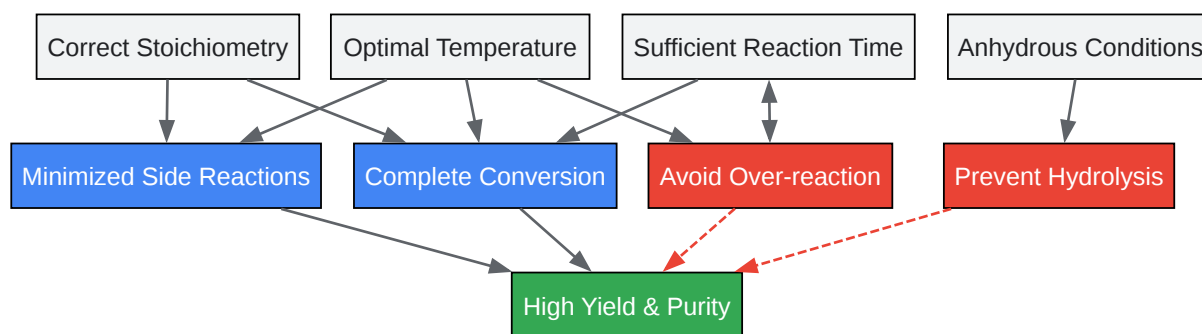 Correct Stoichiometry
Optimal Temperature
Sufficient Reaction Time
Anhydrous Conditions
Minimized Side Reactions
Complete Conversion
Avoid Over-reaction
Prevent Hydrolysis
High Yield & Purity